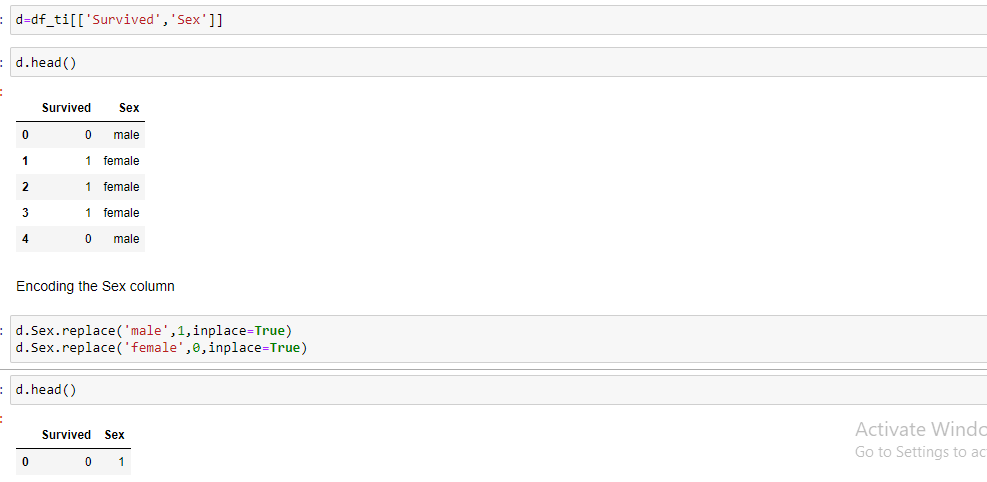 d=df_ti[['Survived','Sex']]
d.head()
Survived Sex
0 0 male
1 1 female
2 1 female
3 1 female
4 0 male
Encoding the Sex column
d.Sex.replace('male',1,inplace=True)
d.Sex.replace('female',0,inplace=True)
d.head()
Survived Sex
0 0 1
Activate Windo
Go to Settings to ac